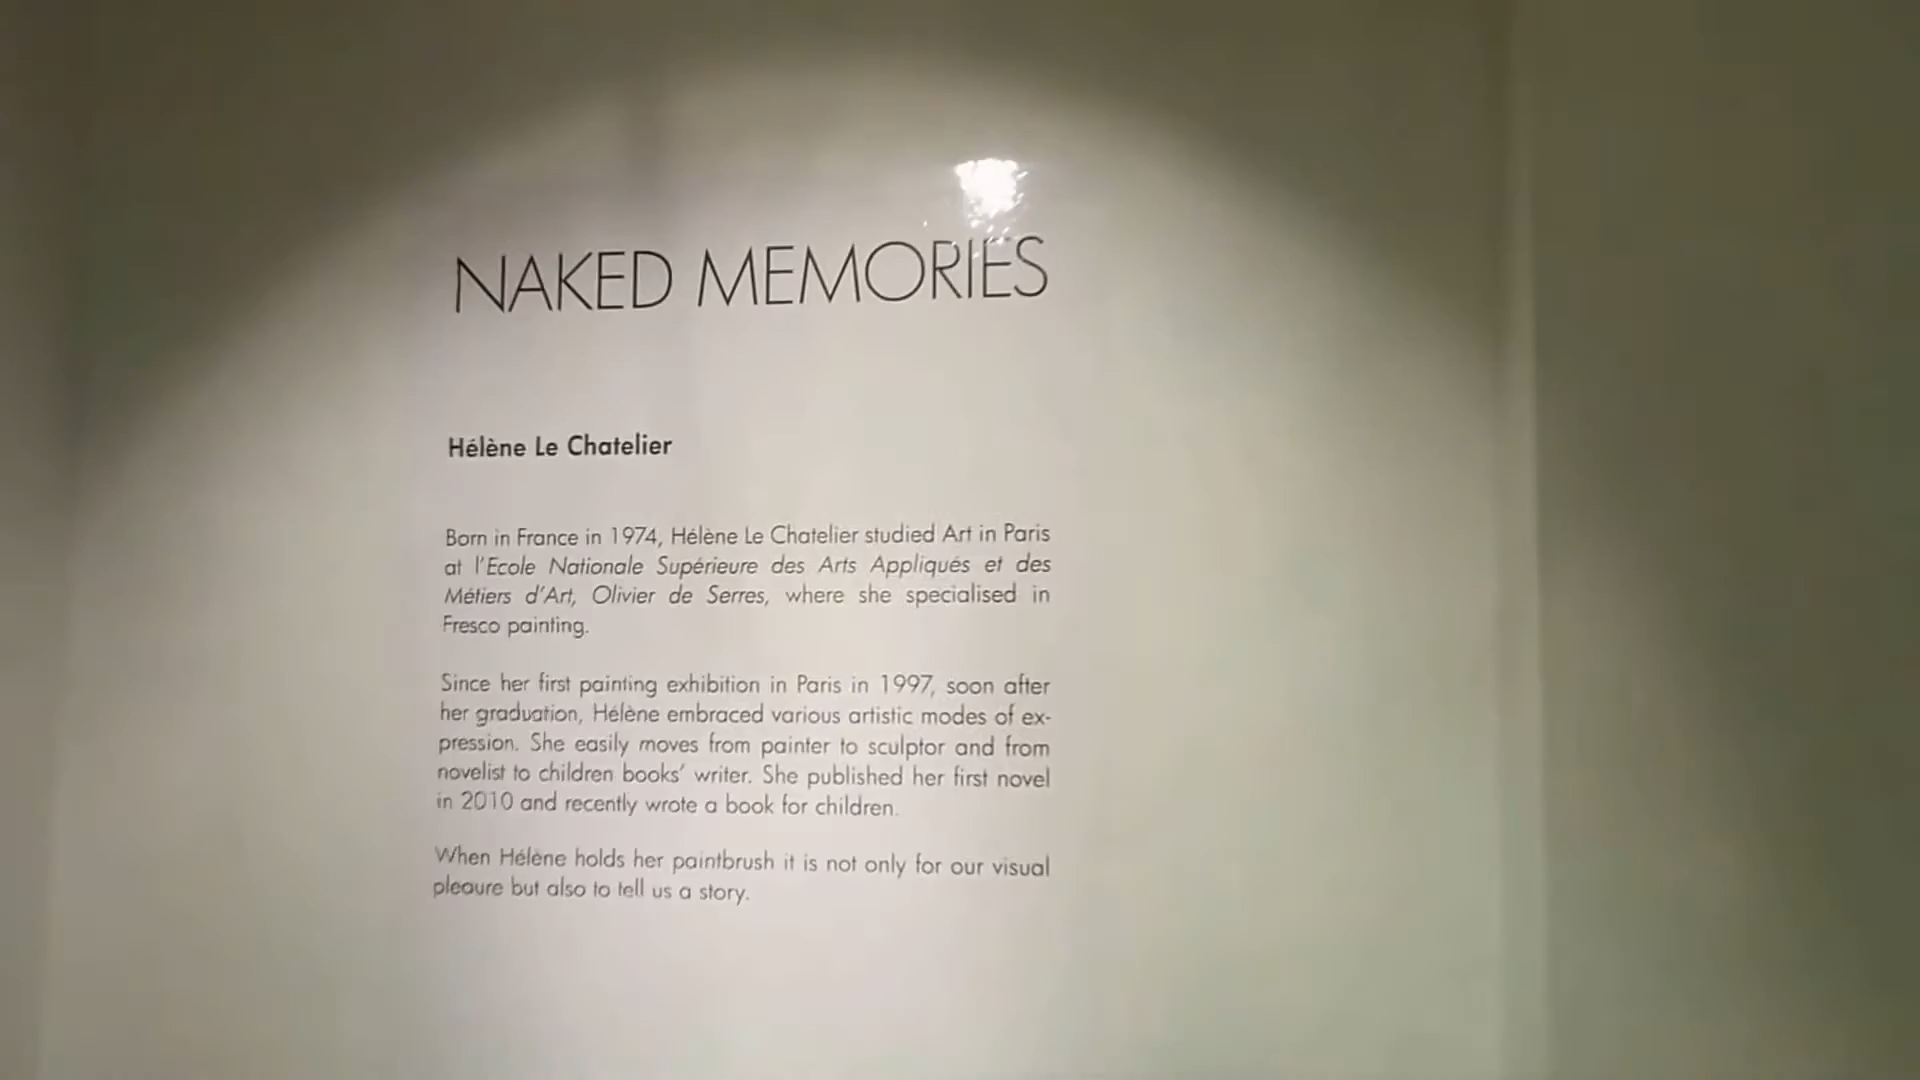 NAKED MEMORIES
Hélène Le Chatelier
Born in France in 1974, Hélène Le Chatelier studied Art in Paris
at l'Ecole Nationale Supérieure des Arts Appliqués et des
Métiers d'Art, Olivier de Serres, where she specialised in
Fresco painting.
Since her first painting exhibition in Paris in 1997, soon after
her graduation, Hélène embraced various artistic modes of ex-
pression. She easily moves from painter to sculptor and from
novelist to children books' writer. She published her first novel
in 2010 and recently wrote a book for children.
When Hélène holds her paintbrush it is not only for our visual
pleaure but also to tell us a story.